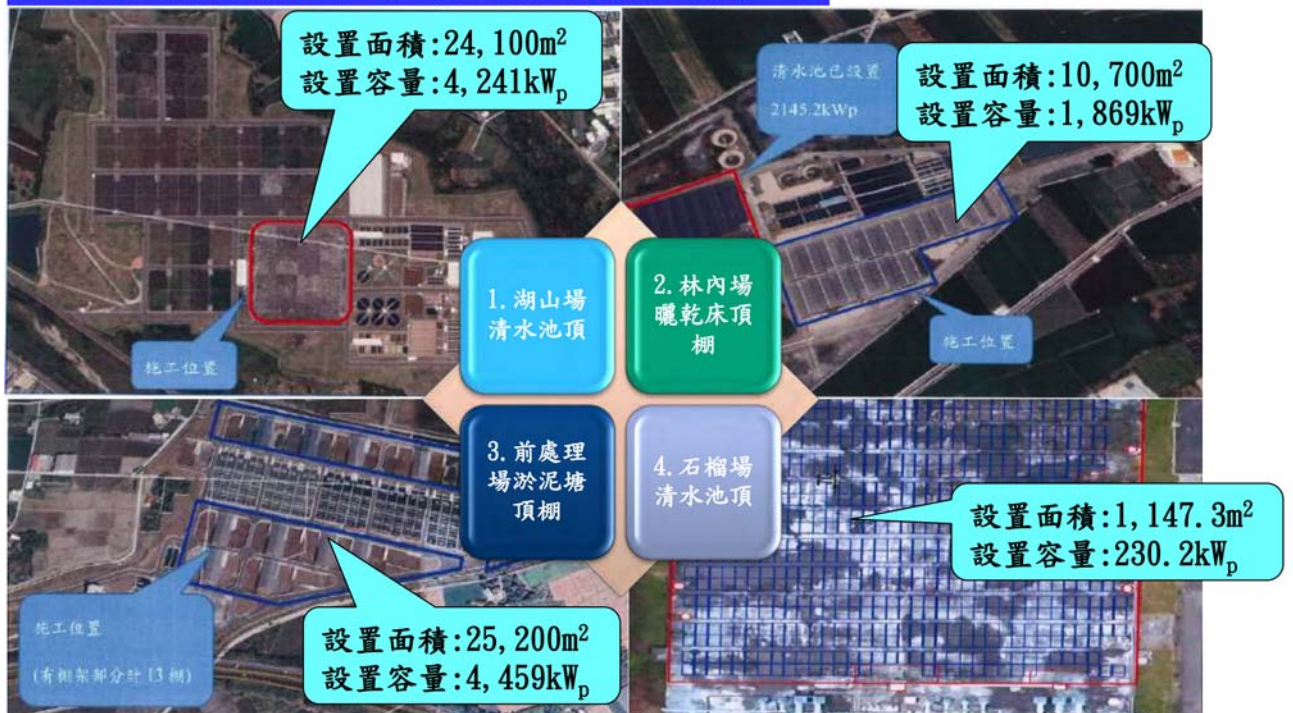 設置面積:24,100m²
設置容量:4,241kWₚ
清水池已設置
2145.2kWp
設置面積:10,700m²
設置容量:1,869kWₚ
施工位置
施工位置
1.湖山場
清水池頂
2.林內場
曬乾床頂
棚
3.前處理
場淤泥塘
頂棚
4.石榴場
清水池頂
施工位置
(有棚架部分計13棚)
設置面積:25,200m²
設置容量:4,459kWₚ
設置面積:1,147.3m²
設置容量:230.2kWₚ